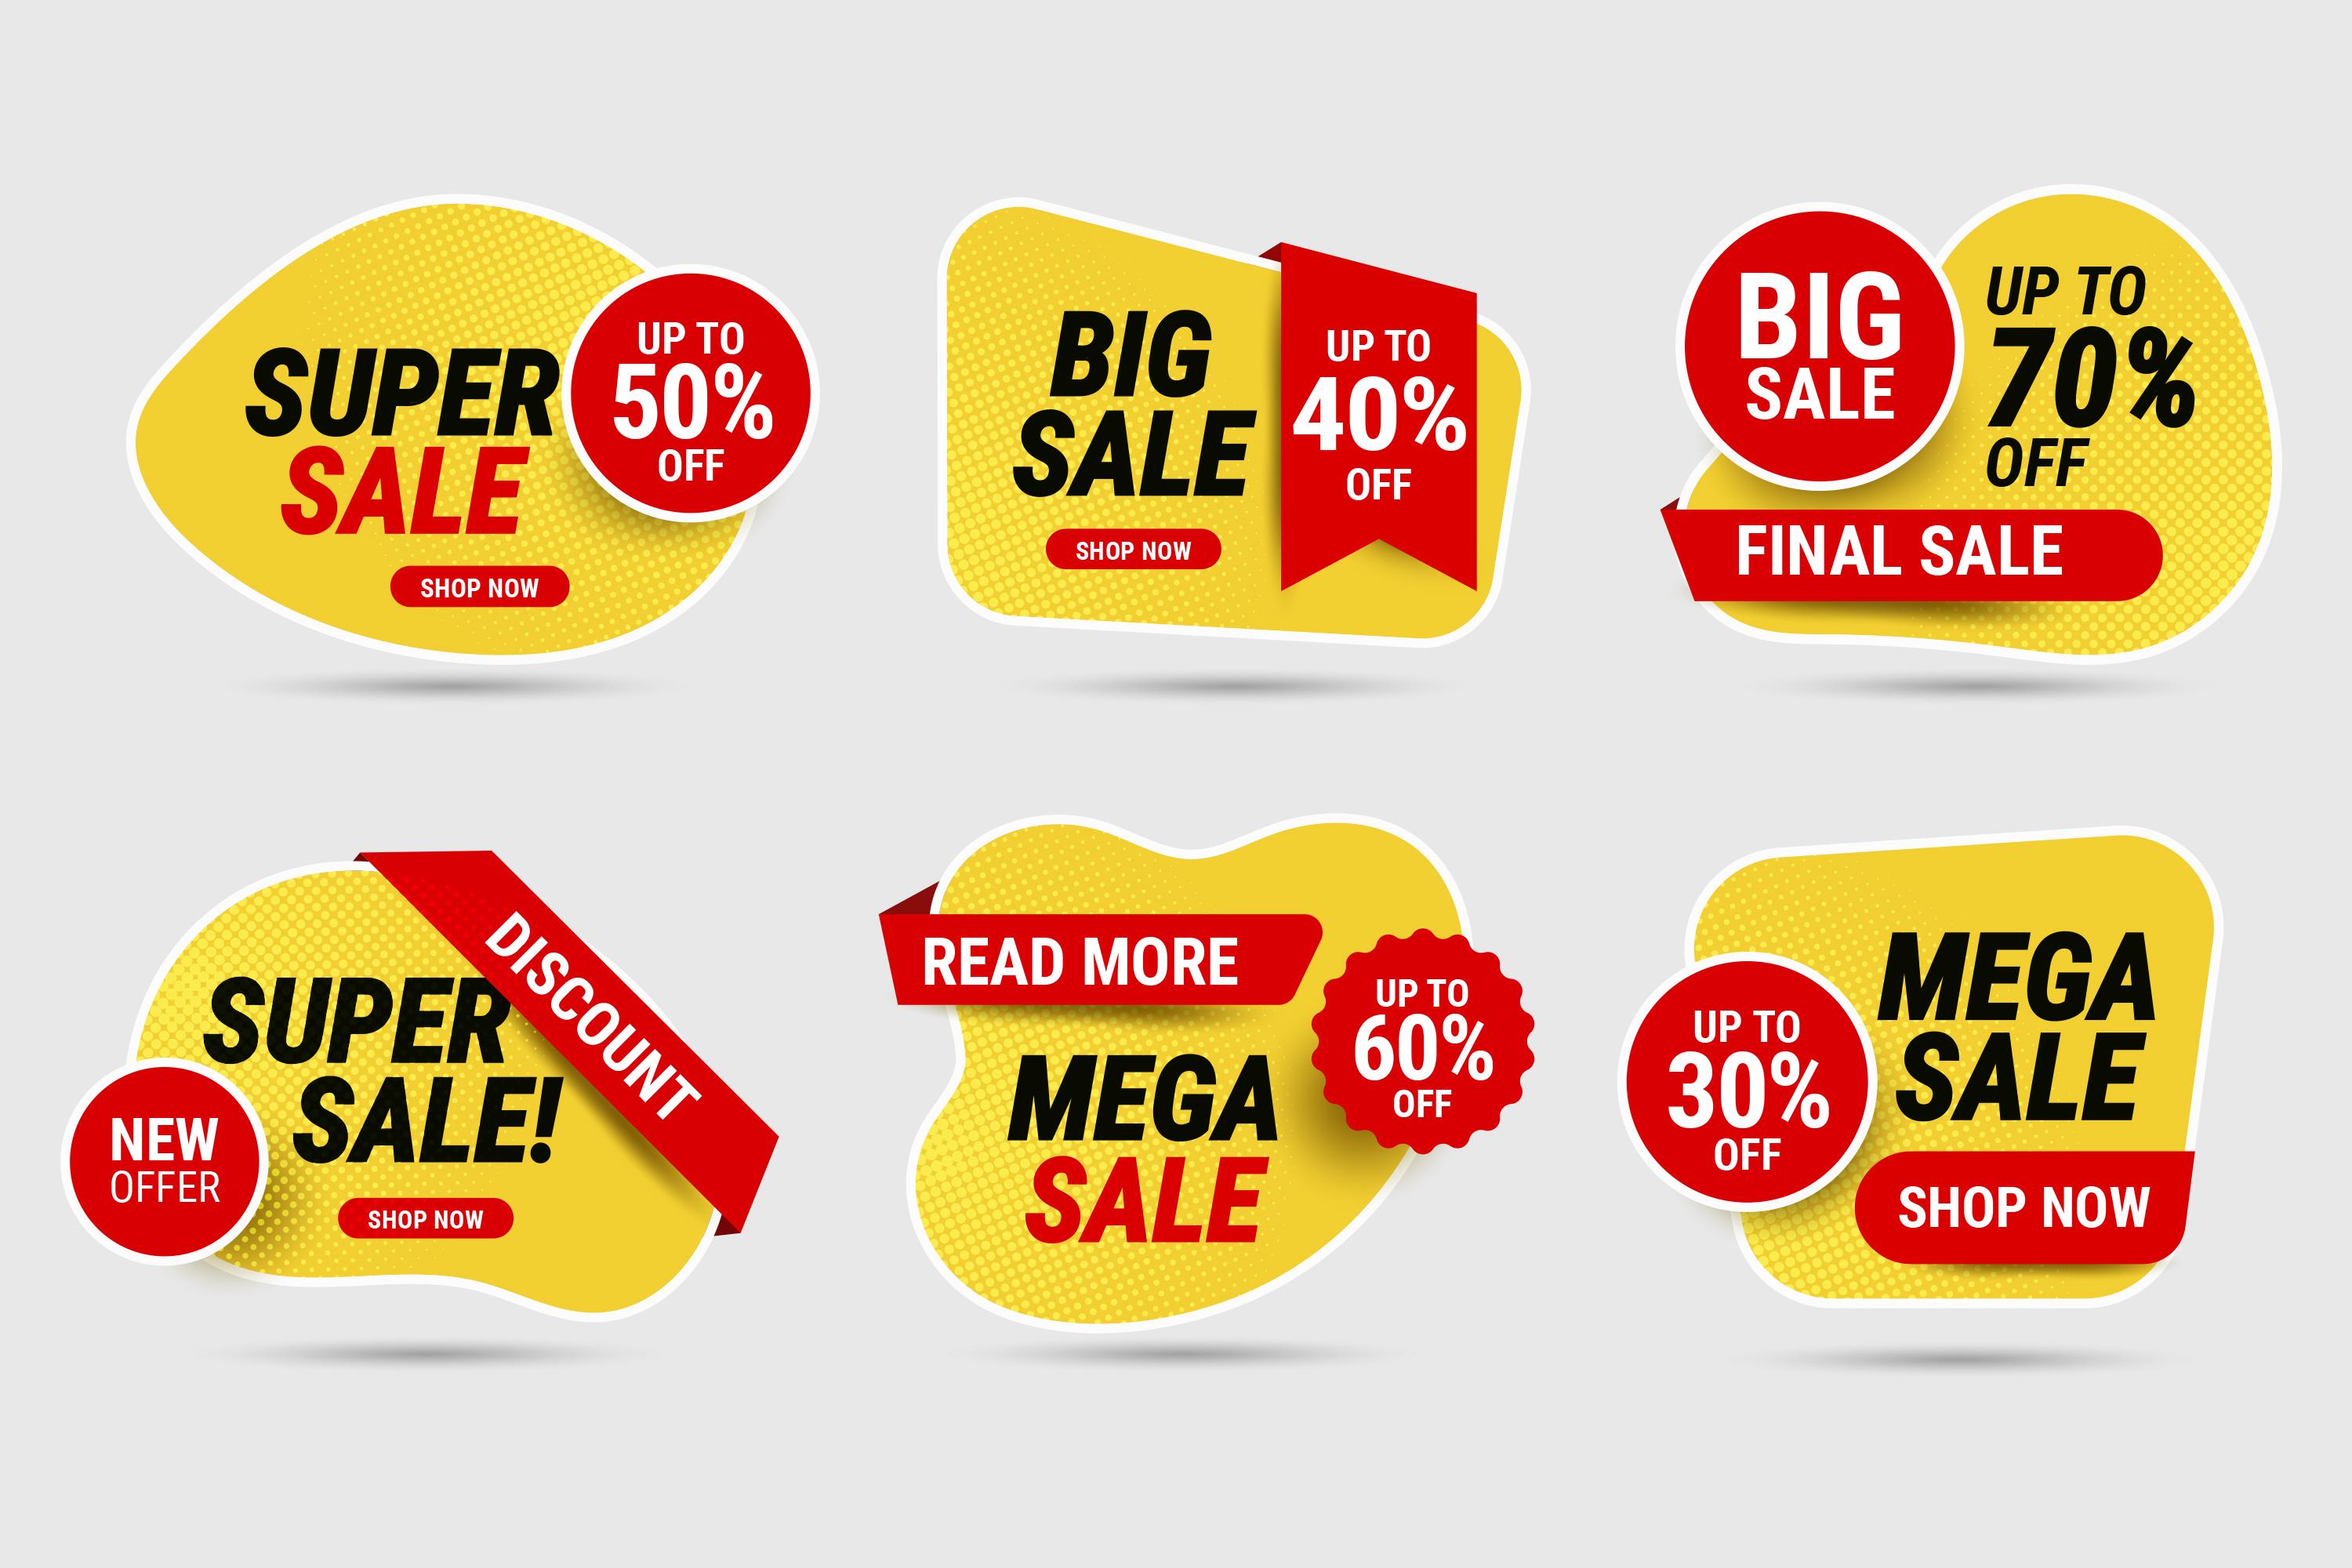 SUPER
SALE
UP TO
50%
OFF
SHOP NOW
BIG
SALE
SHOP NOW
UP TO
40%
OFF
BIG
SALE
UP TO
70%
OFF
FINAL SALE
DISCOUNT
SUPER
SALE!
NEW
OFFER
SHOP NOW
READ MORE
UP TO
60%
OFF
MEGA
SALE
MEGA
SALE
UP TO
30%
OFF
SHOP NOW